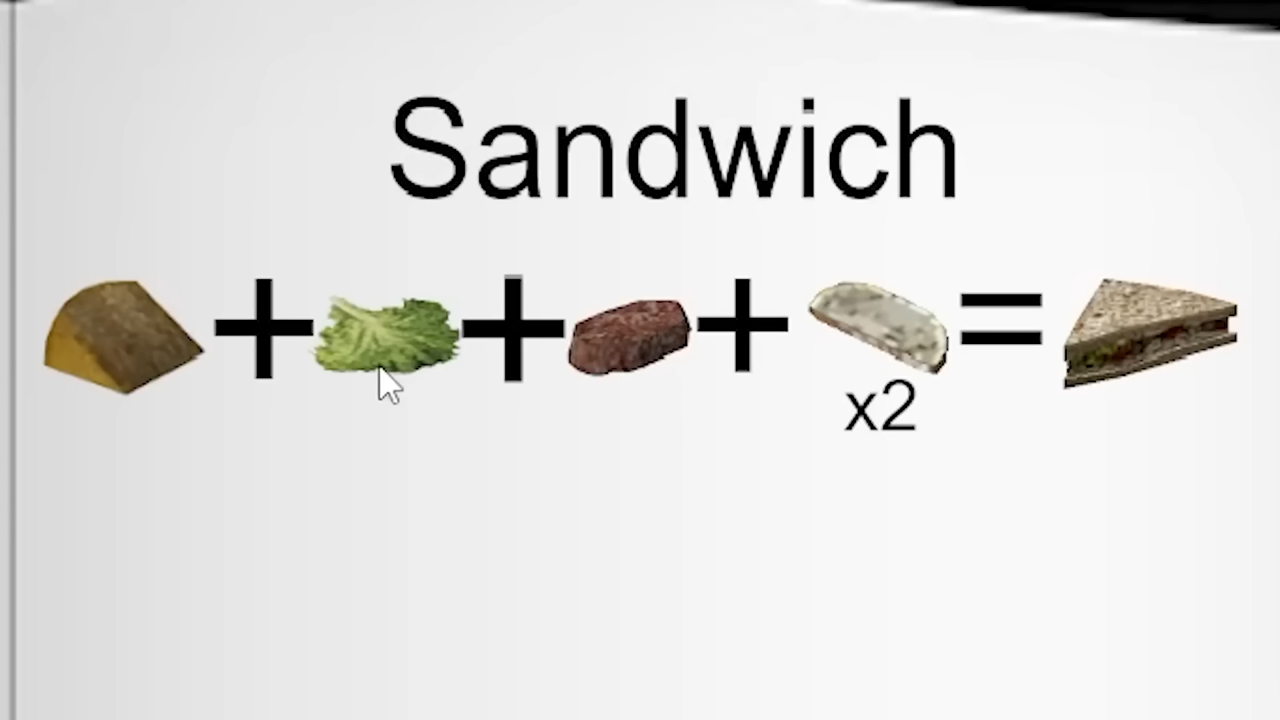 Sandwich
+ + + =
x2